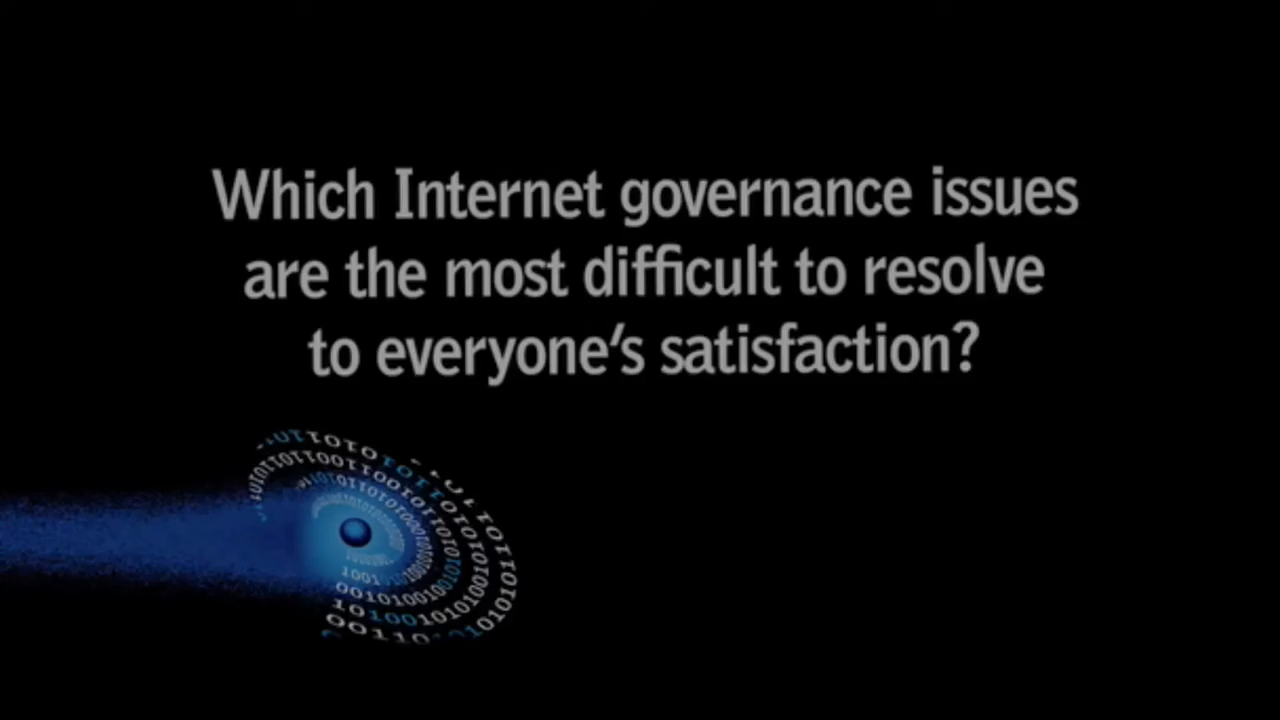 Which Internet governance issues
are the most difficult to resolve
to everyone's satisfaction?